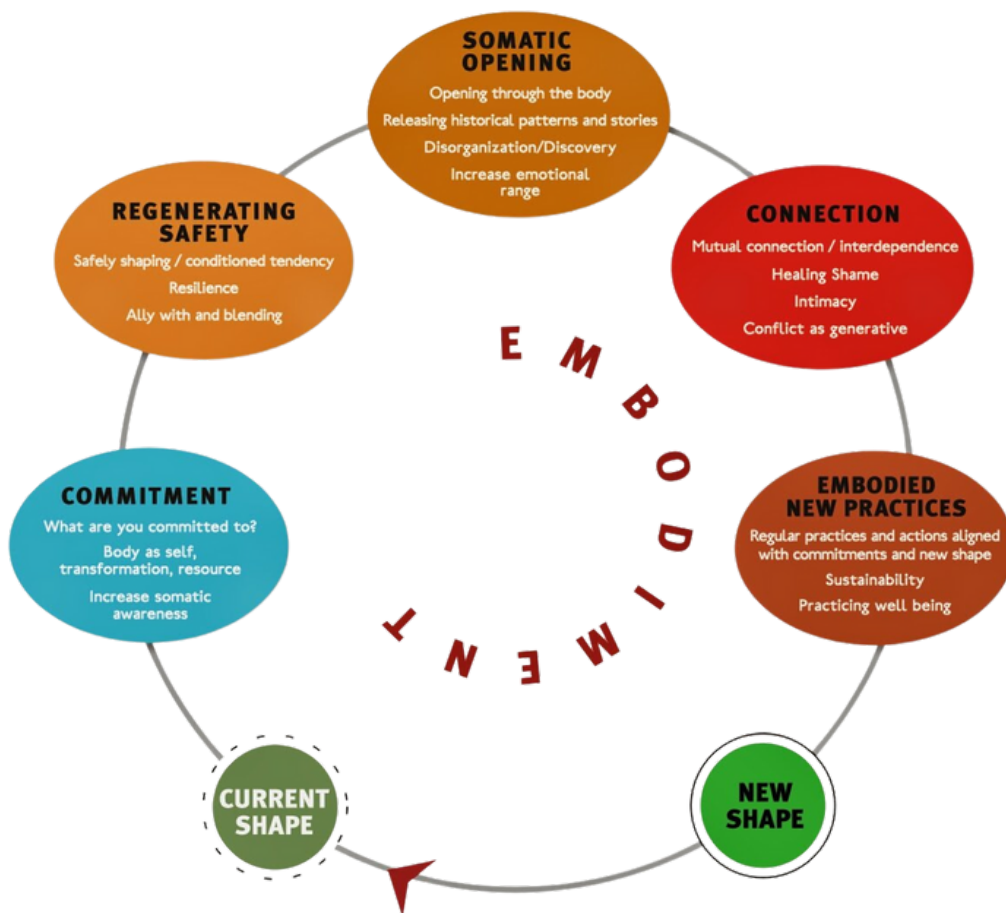 SOMATIC
OPENING
Opening through the body
Releasing historical patterns and stories
Disorganization/Discovery
Increase emotional
range
REGENERATING
SAFETY
Safely shaping / conditioned tendency
Resilience
Ally with and blending
CONNECTION
Mutual connection / interdependence
Healing Shame
Intimacy
Conflict as generative
COMMITMENT
What are you committed to?
Body as self,
transformation, resource
Increase somatic
awareness
EMBODIED
NEW PRACTICES
Regular practices and actions aligned
with commitments and new shape
Sustainability
Practicing well being
EMBODIMENT
CURRENT
SHAPE
NEW
SHAPE